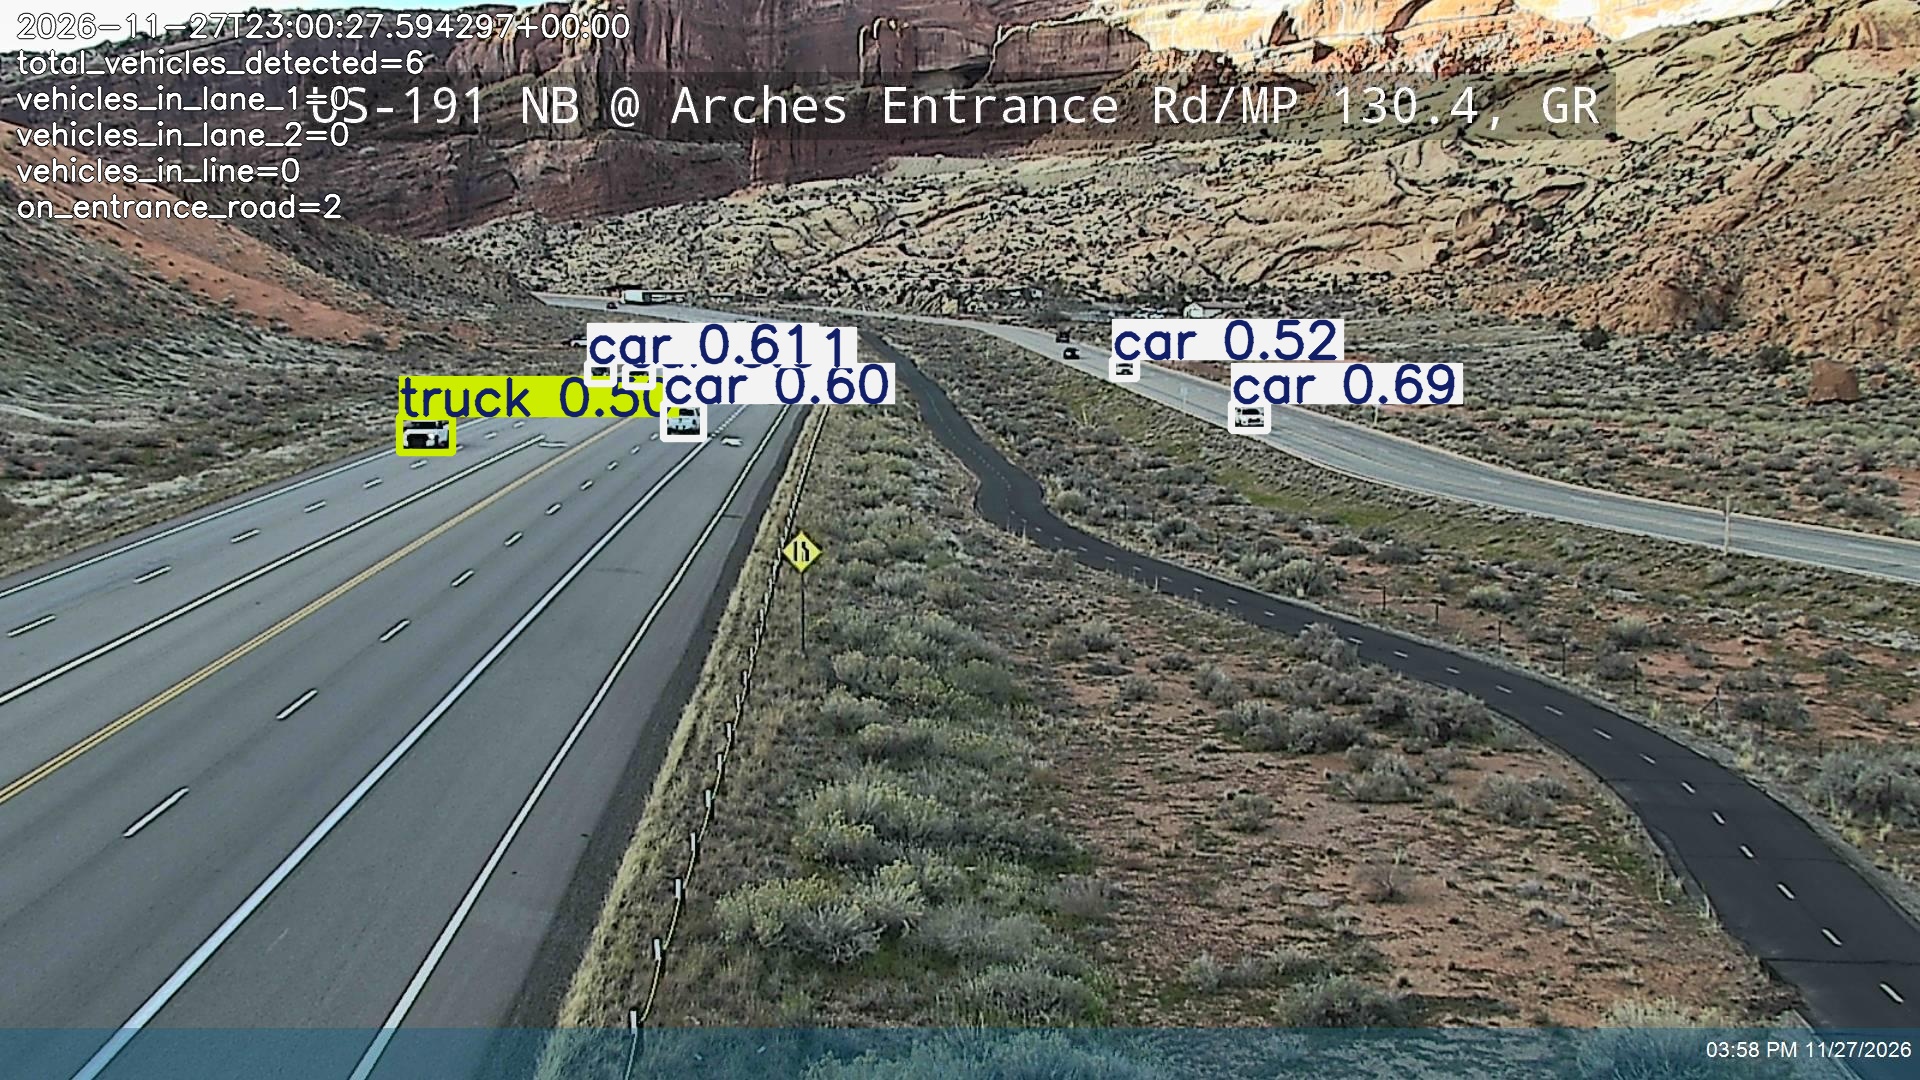 2026-11-27T23:00:27.594297+00:00
total_vehicles_detected=6
vehicles_in_lane_1=0
US-191 NB @ Arches Entrance Rd/MP 130.4, GR
vehicles_in_lane_2=0
vehicles_in_line=0
on_entrance_road=2
car 0.61
car 0.52
truck 0.50
car 0.60
car 0.69
03:58 PM 11/27/2026